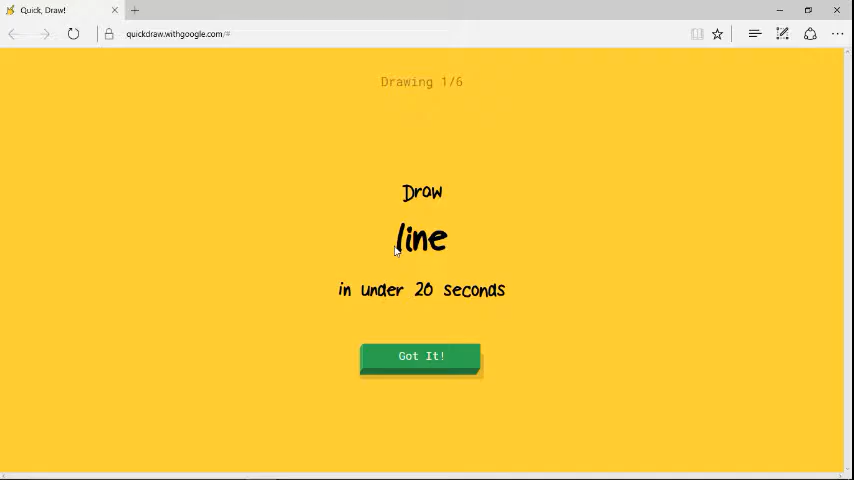 Quick, Draw!
quickdraw.withgoogle.com/#
Drawing 1/6
Draw
line
in under 20 seconds
Got It!